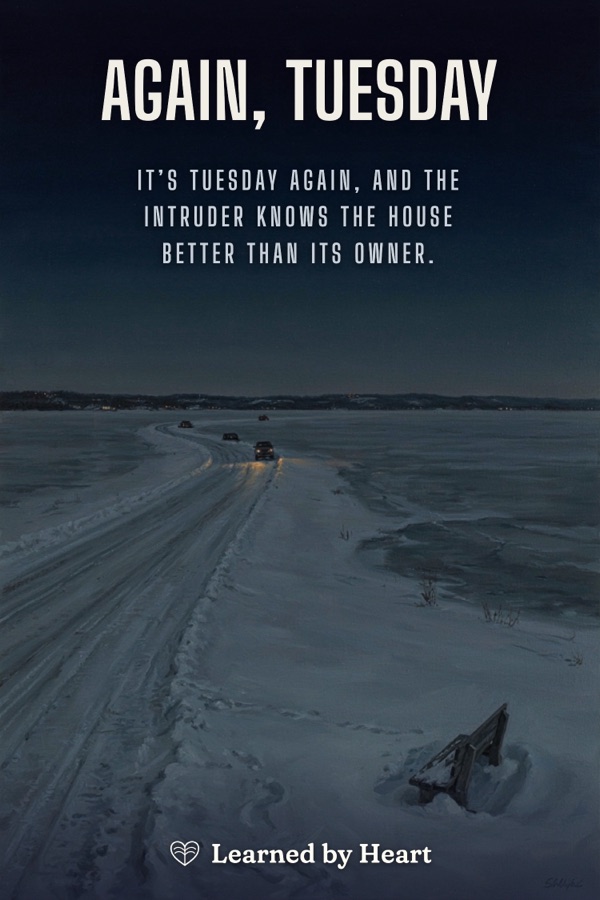 AGAIN, TUESDAY
IT’S TUESDAY AGAIN, AND THE
INTRUDER KNOWS THE HOUSE
BETTER THAN ITS OWNER.
Learned by Heart